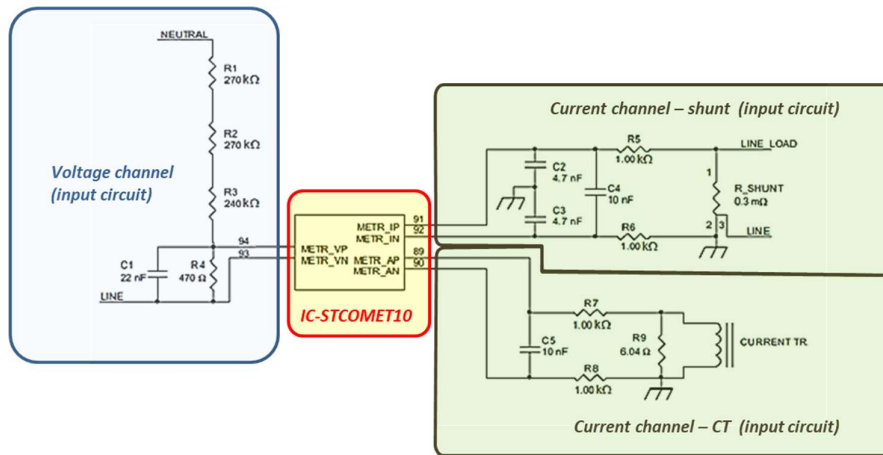 NEUTRAL
R1
270 kΩ
R2
270 kΩ
R3
240 kΩ
Voltage channel
(input circuit)
94
93
C1
22 nF
R4
470 Ω
LINE
METR_IP
METR_IN
METR_VP
METR_VN
METR_AP
METR_AN
91
92
89
90
IC-STCOMET10
Current channel – shunt (input circuit)
R5
1.00 kΩ
LINE_LOAD
C2
4.7 nF
C4
10 nF
1
R_SHUNT
0.3 mΩ
C3
4.7 nF
R6
1.00 kΩ
2
3
LINE
R7
1.00 kΩ
C5
10 nF
R9
6.04 Ω
CURRENT TR.
R8
1.00 kΩ
Current channel – CT (input circuit)